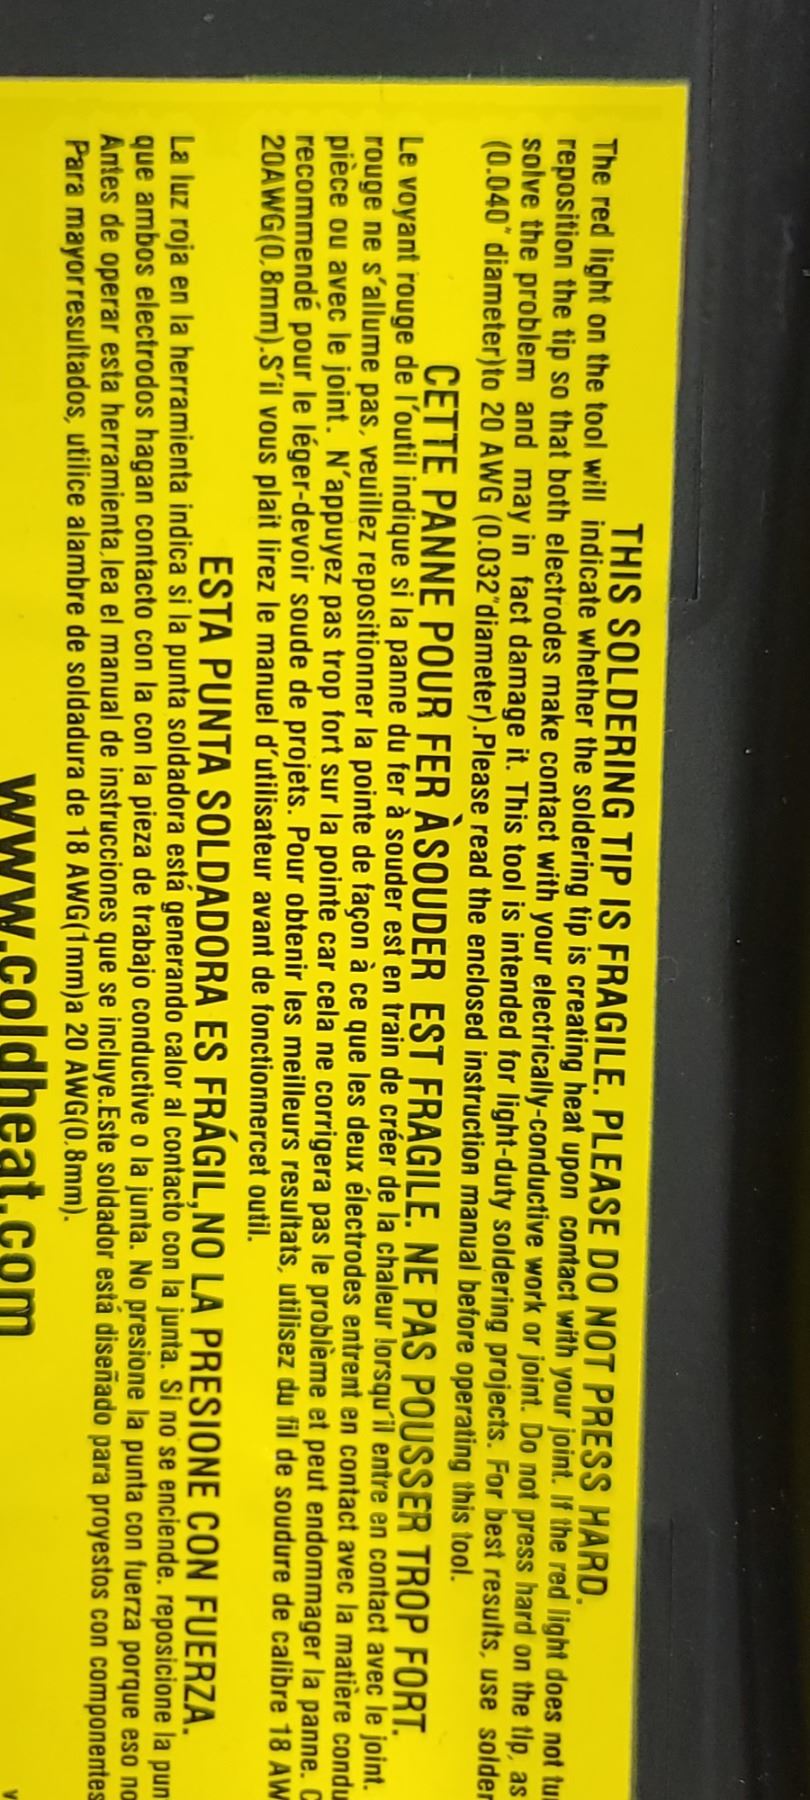 THIS SOLDERING TIP IS FRAGILE. PLEASE DO NOT PRESS HARD.
The red light on the tool will indicate whether the soldering tip is creating heat upon contact with your joint. If the red light does not
reposition the tip so that both electrodes make contact with your electrically-conductive work or joint. Do not press hard on the tip, as
solve the problem and may in fact damage it. This tool is intended for light-duty soldering projects. For best results, use solder
(0.040" diameter)to 20 AWG (0.032"diameter).Please read the enclosed instruction manual before operating this tool.
CETTE PANNE POUR FER ÀSOUDER EST FRAGILE. NE PAS POUSSER TROP FORT.
Le voyant rouge de l'outil indique si la panne du fer à souder est en train de créer de la chaleur lorsqu'il entre en contact avec le joint.
rouge ne s'allume pas, veuillez repositionner la pointe de façon à ce que les deux électrodes entrent en contact avec la matière
pièce ou avec le joint. N'appuyez pas trop fort sur la pointe car cela ne corrigera pas le problème et peut endommager la panne.
recommendé pour le léger-devoir soude de projets. Pour obtenir les meilleurs resultats, utilisez du fil de soudure de calibre 18
20AWG(0,8mm).S'il vous plait lirez le manuel d'utilisateur avant de fonctionnercet outil.
ESTA PUNTA SOLDADORA ES FRÁGIL,NO LA PRESIONE CON FUERZA.
La luz roja en la herramienta indica si la punta soldadora está generando calor al contacto con la junta. Si no se enciende. reposicione la
que ambos electrodos hagan contacto con la con la pieza de trabajo conductive o la junta. No presione la punta con fuerza porque eso no
Antes de operar esta herramienta,lea el manual de instrucciones que se incluye.Este soldador está diseñado para proyestos con componentes
Para mayorresultados, utilice alambre de soldadura de 18 AWG(1mm)a 20 AWG(0,8mm).
www.coldheat.com